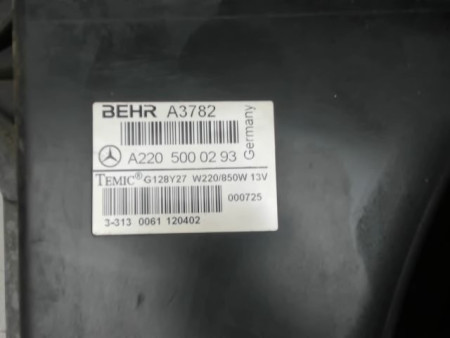 BEHR A3782
A220 500 02 93
Germany
TEMIC® G128Y27 W220/850W 13V
000725
3-313 0061 120402